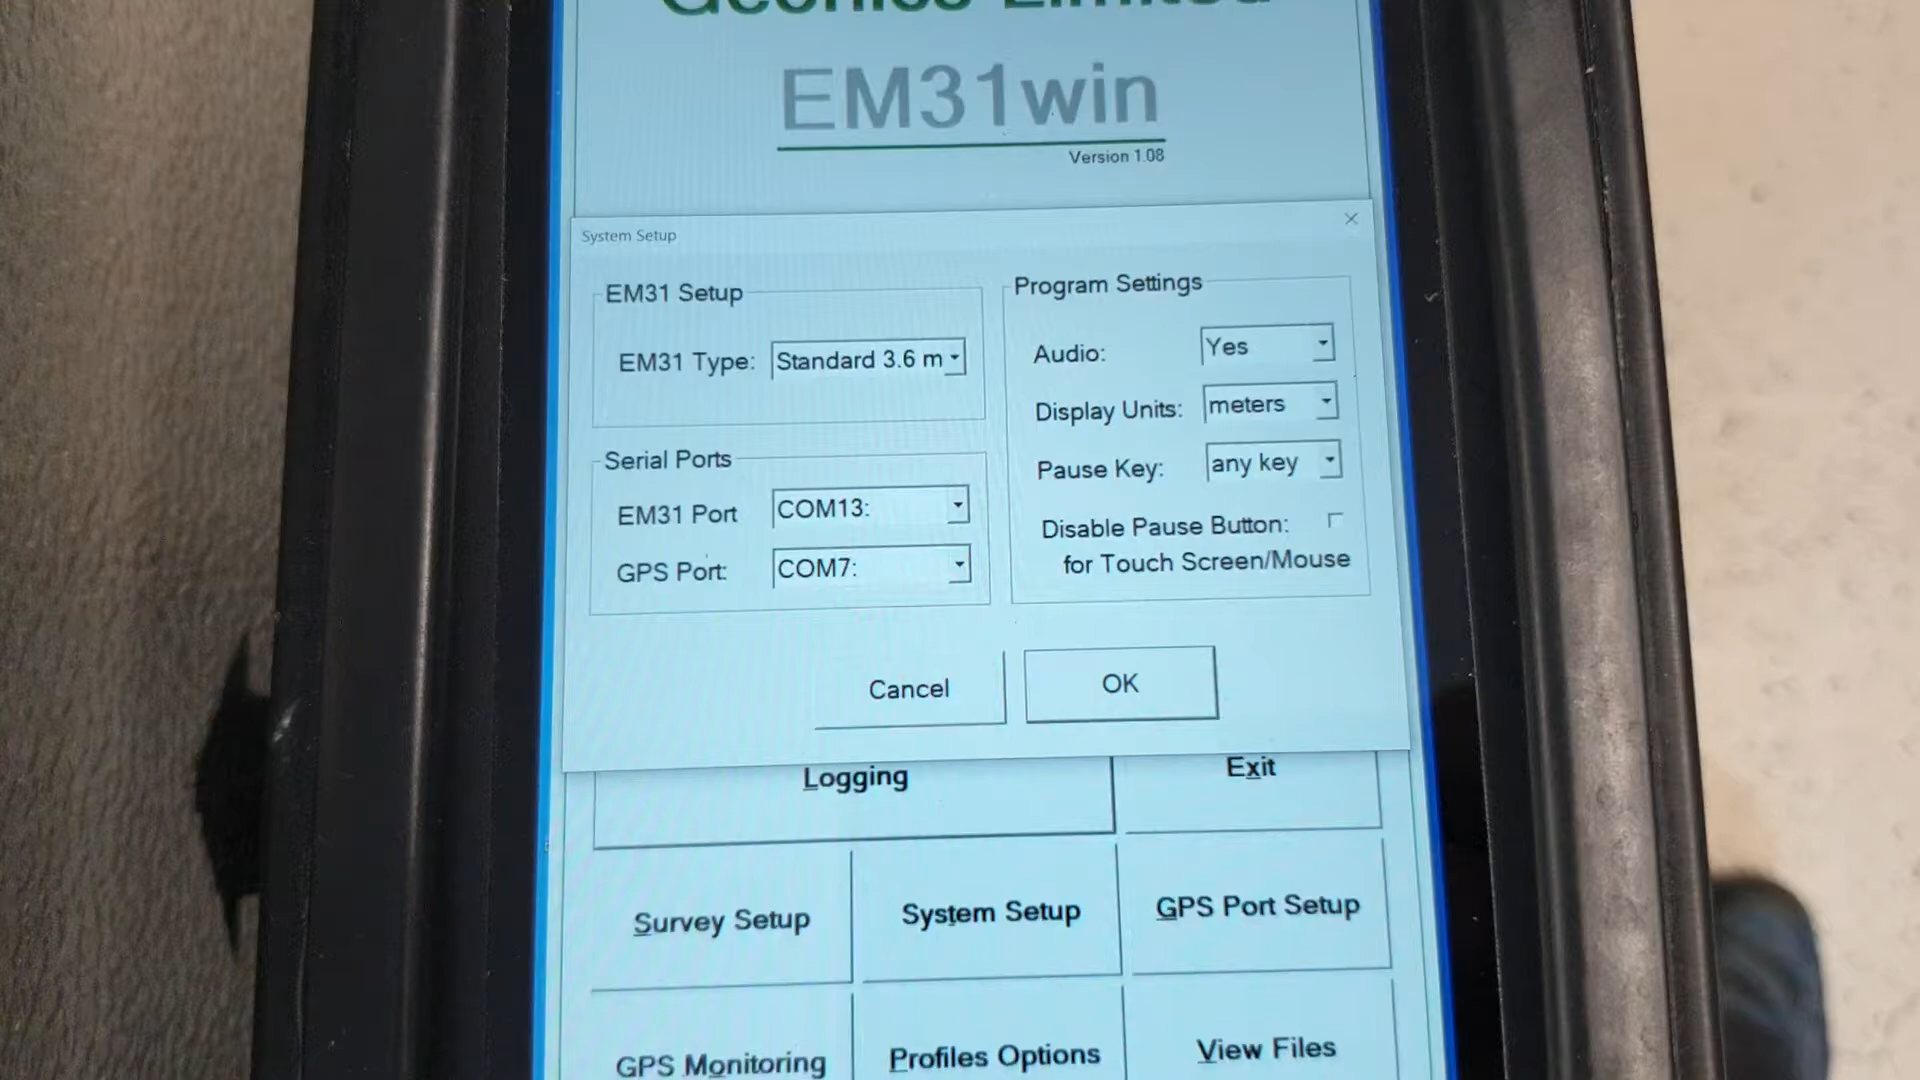 Geonics Limited
EM31win
Version 1.08
System Setup
EM31 Setup
EM31 Type: Standard 3.6 m
Serial Ports
EM31 Port COM13:
GPS Port: COM7:
Program Settings
Audio: Yes
Display Units: meters
Pause Key: any key
Disable Pause Button:
for Touch Screen/Mouse
Cancel OK
Logging Exit
Survey Setup System Setup GPS Port Setup
GPS Monitoring Profiles Options View Files